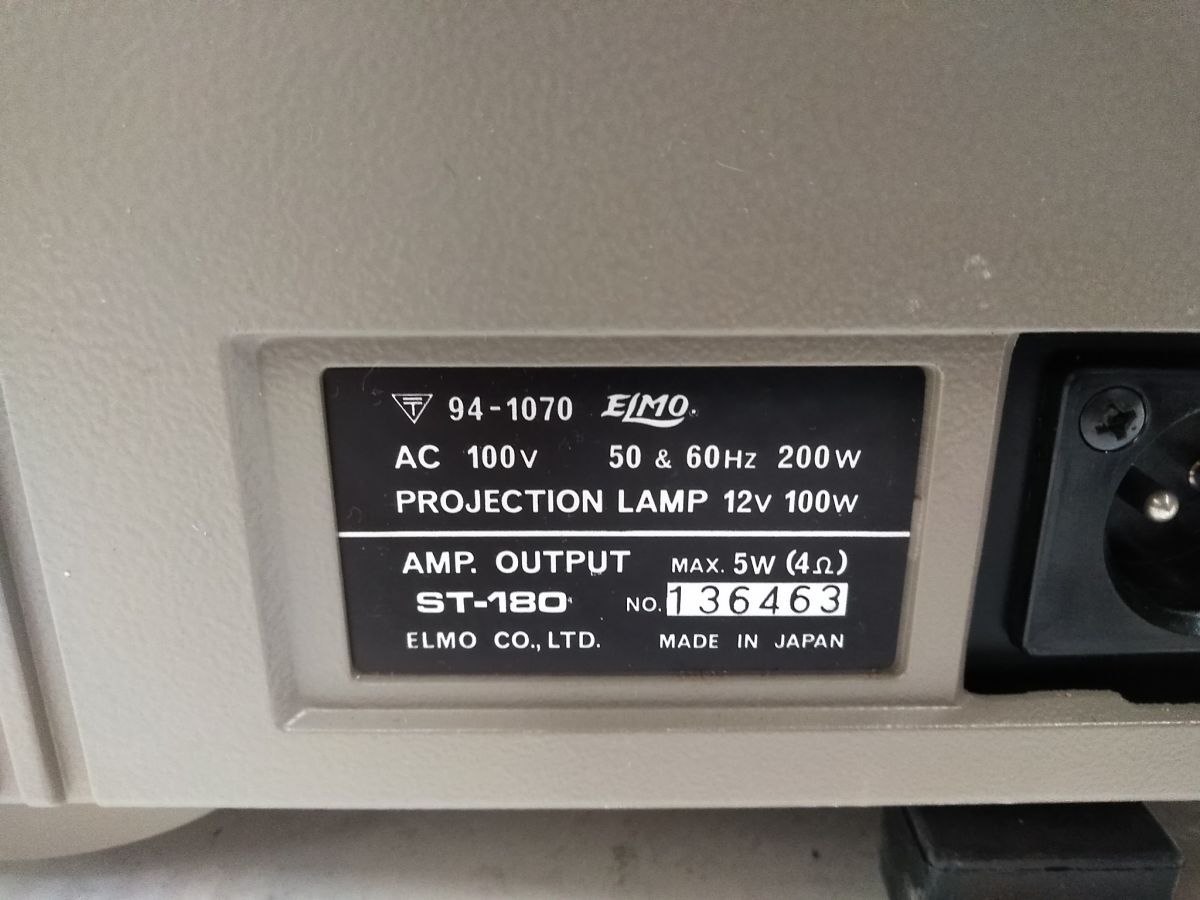 〒 94-1070 ELMO.
AC 100V 50 & 60Hz 200W
PROJECTION LAMP 12V 100W
AMP. OUTPUT MAX. 5W (4Ω)
ST-180 NO. 136463
ELMO CO., LTD. MADE IN JAPAN